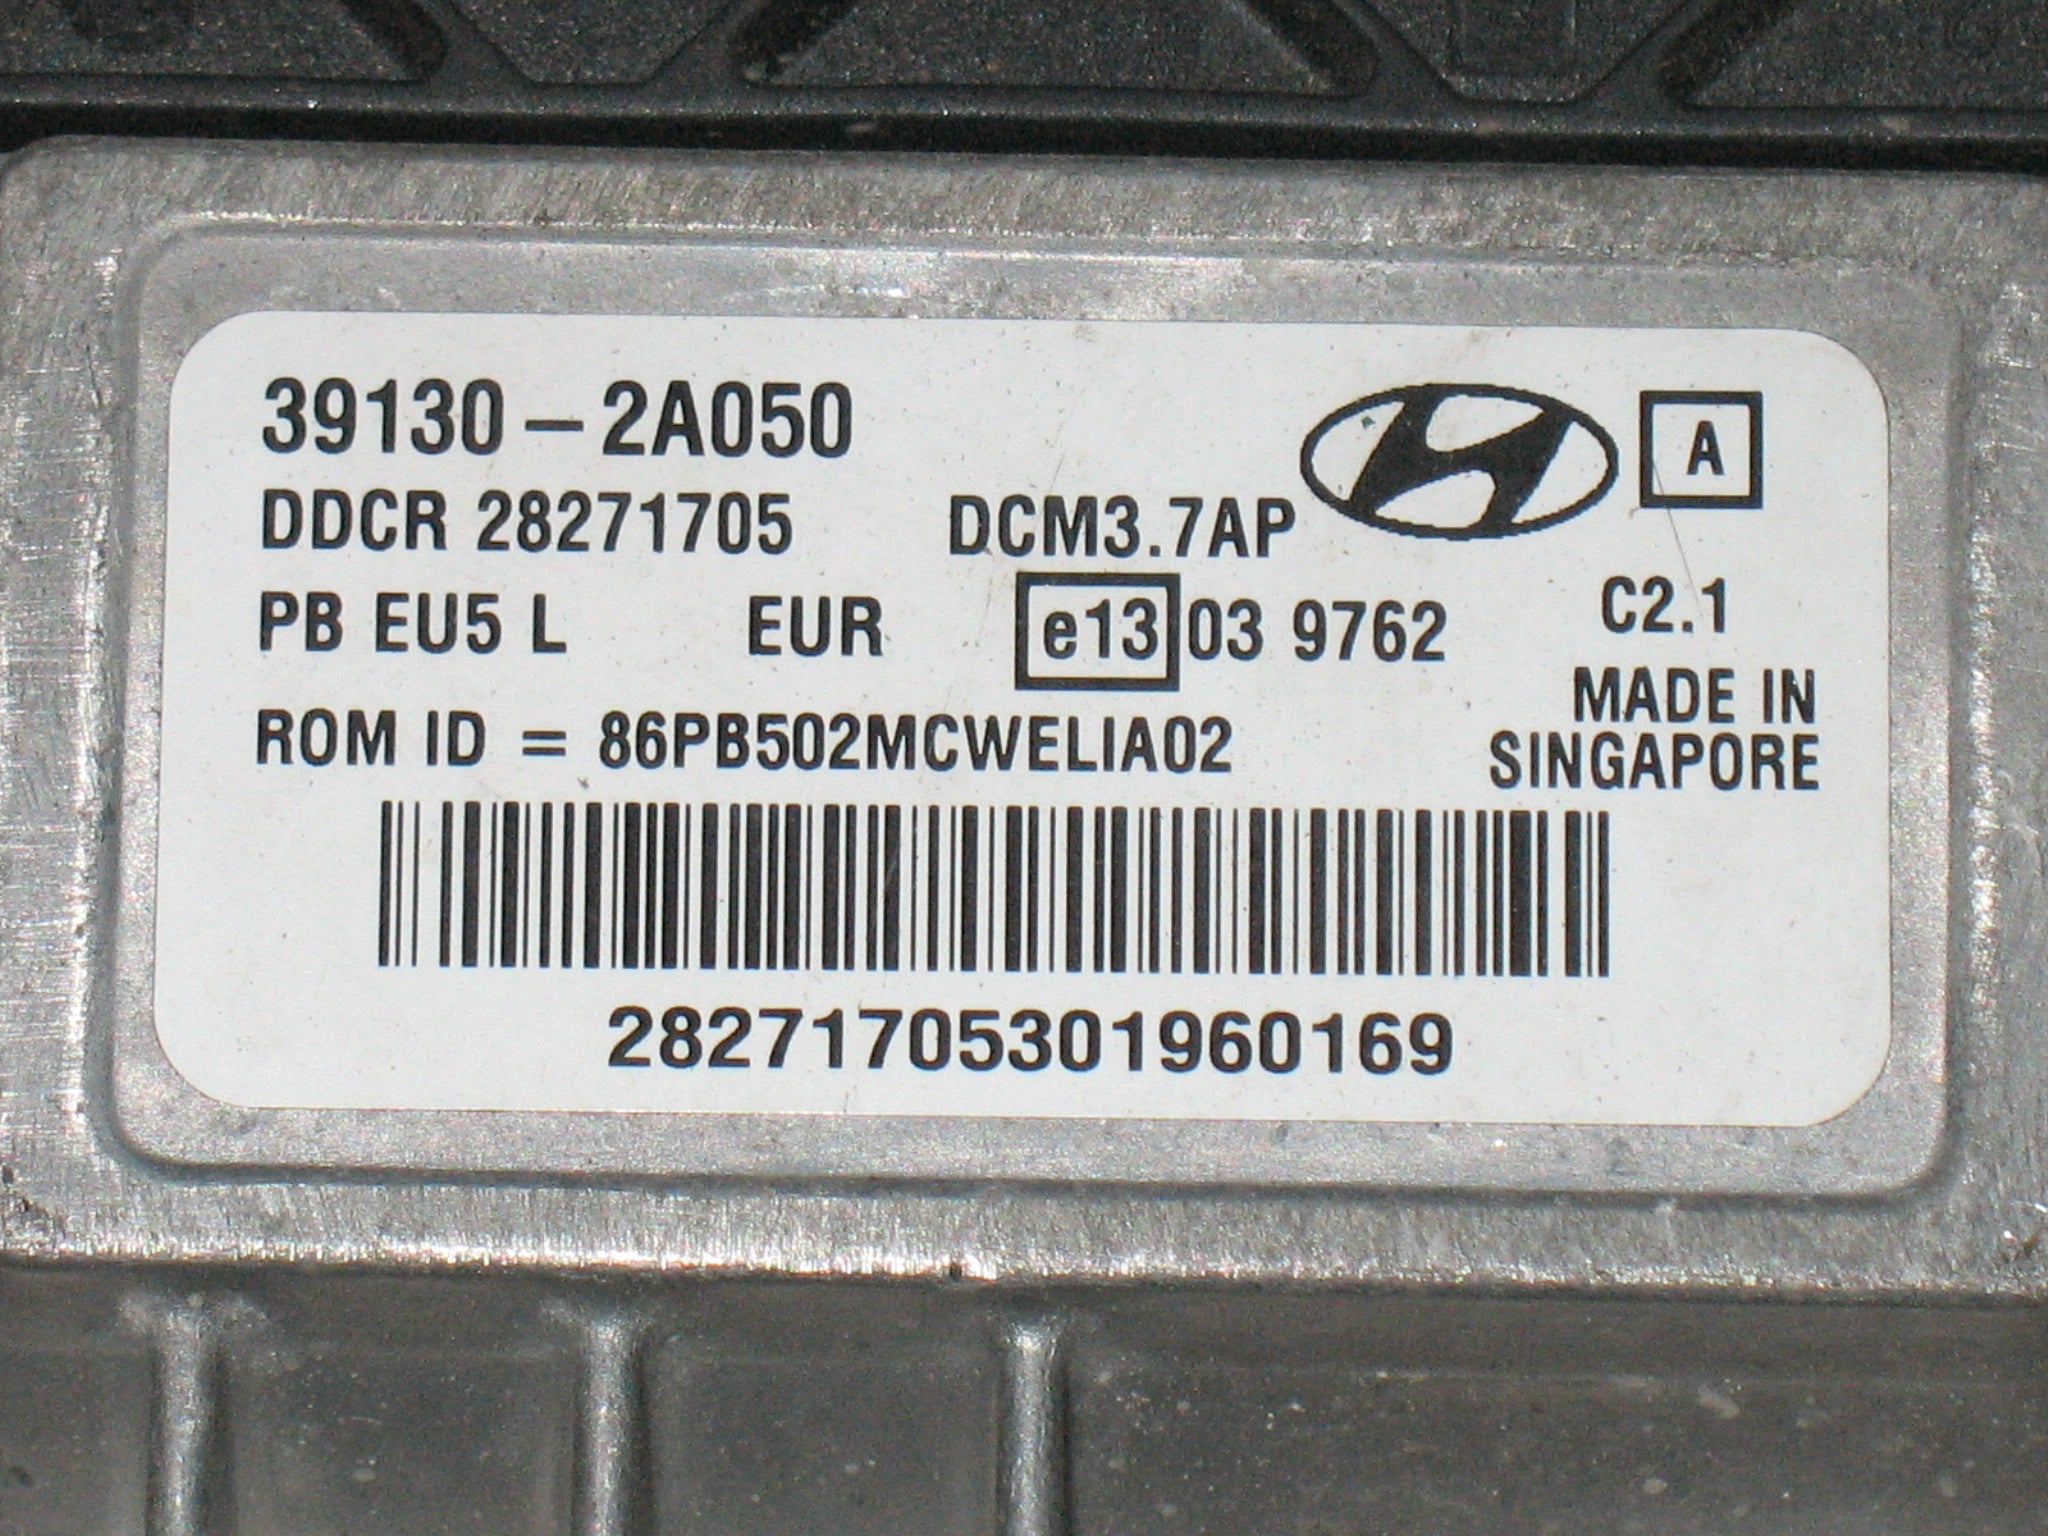 39130-2A050 A
DDCR 28271705 DCM3.7AP
PB EU5 L EUR e13 03 9762 C2.1
MADE IN
ROM ID = 86PB502MCWELIA02 SINGAPORE
28271705301960169